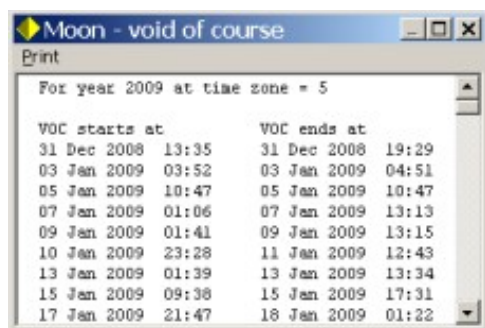 Moon - void of course
Print
For year 2009 at time zone = 5
VOC starts at VOC ends at
31 Dec 2008 13:35 31 Dec 2008 19:29
03 Jan 2009 03:52 03 Jan 2009 04:51
05 Jan 2009 10:47 05 Jan 2009 10:47
07 Jan 2009 01:06 07 Jan 2009 13:13
09 Jan 2009 01:41 09 Jan 2009 13:15
10 Jan 2009 23:28 11 Jan 2009 12:43
13 Jan 2009 01:39 13 Jan 2009 13:34
15 Jan 2009 09:38 15 Jan 2009 17:31
17 Jan 2009 21:47 18 Jan 2009 01:22